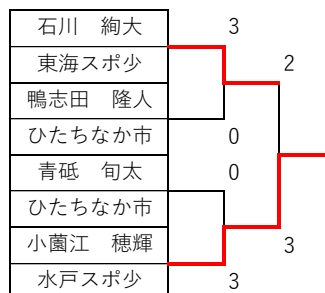 石川　絢大 3
東海スポ少 2
鴨志田　隆人
ひたちなか市 0
青砥　旬太 0
ひたちなか市
小薗江　穂輝 3
水戸スポ少 3